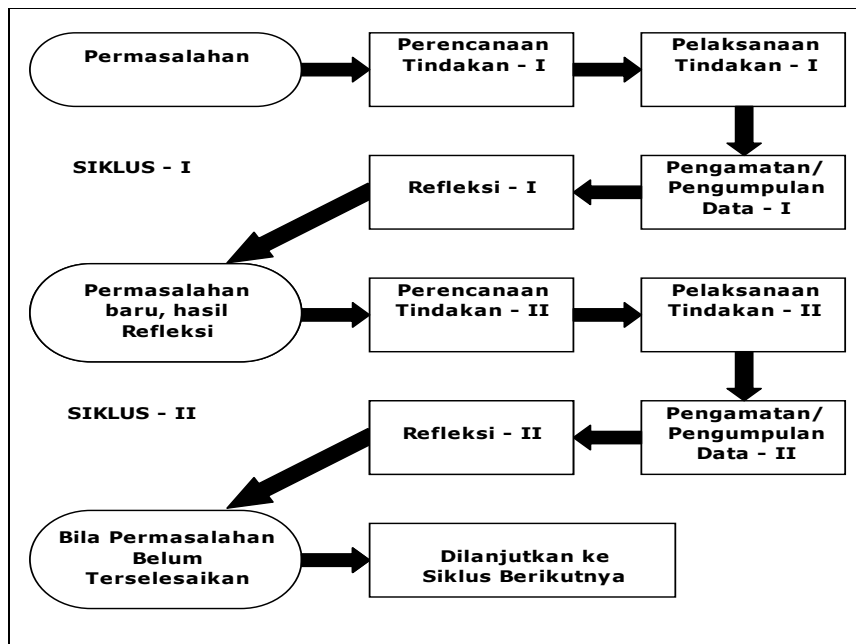 Permasalahan
Perencanaan
Tindakan - I
Pelaksanaan
Tindakan - I
SIKLUS - I
Refleksi - I
Pengamatan/
Pengumpulan
Data - I
Permasalahan
baru, hasil
Refleksi
Perencanaan
Tindakan - II
Pelaksanaan
Tindakan - II
SIKLUS - II
Refleksi - II
Pengamatan/
Pengumpulan
Data - II
Bila Permasalahan
Belum
Terselesaikan
Dilanjutkan ke
Siklus Berikutnya